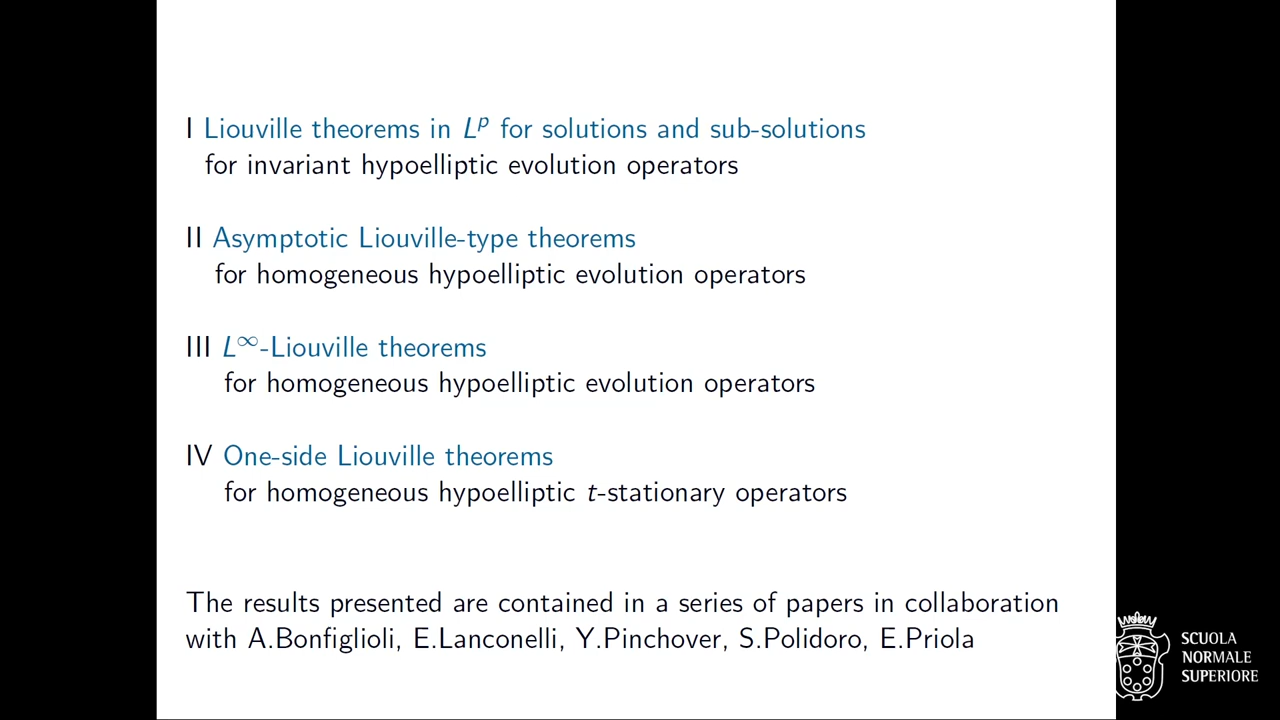 I Liouville theorems in L^p for solutions and sub-solutions
for invariant hypoelliptic evolution operators
II Asymptotic Liouville-type theorems
for homogeneous hypoelliptic evolution operators
III L^∞-Liouville theorems
for homogeneous hypoelliptic evolution operators
IV One-side Liouville theorems
for homogeneous hypoelliptic t-stationary operators
The results presented are contained in a series of papers in collaboration
with A.Bonfiglioli, E.Lanconelli, Y.Pinchover, S.Polidoro, E.Priola
SCUOLA
NORMALE
SUPERIORE